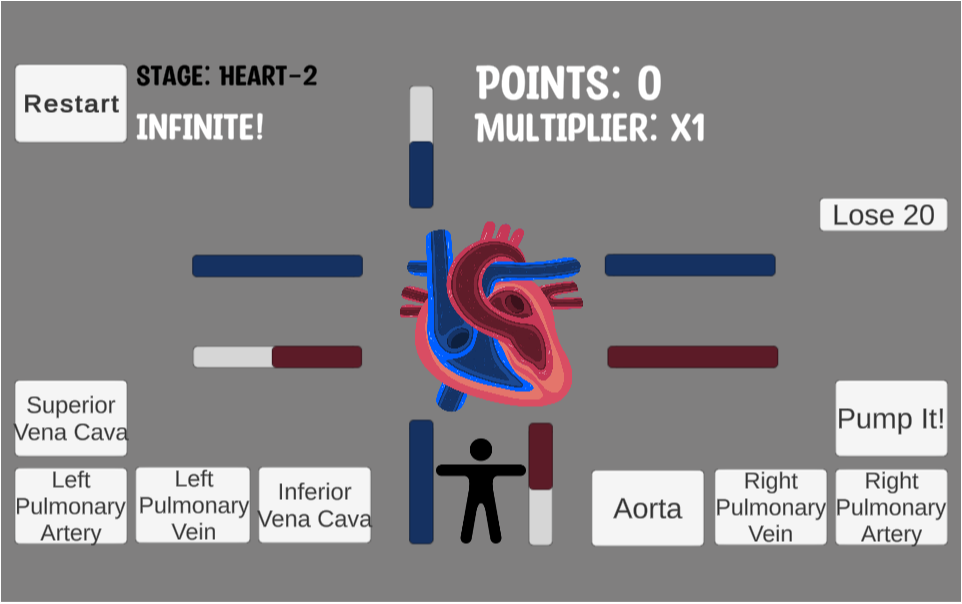 Restart
STAGE: HEART-2
INFINITE!
POINTS: 0
MULTIPLIER: X1
Lose 20
Superior
Vena Cava
Pump It!
Left
Pulmonary
Artery
Left
Pulmonary
Vein
Inferior
Vena Cava
Aorta
Right
Pulmonary
Vein
Right
Pulmonary
Artery